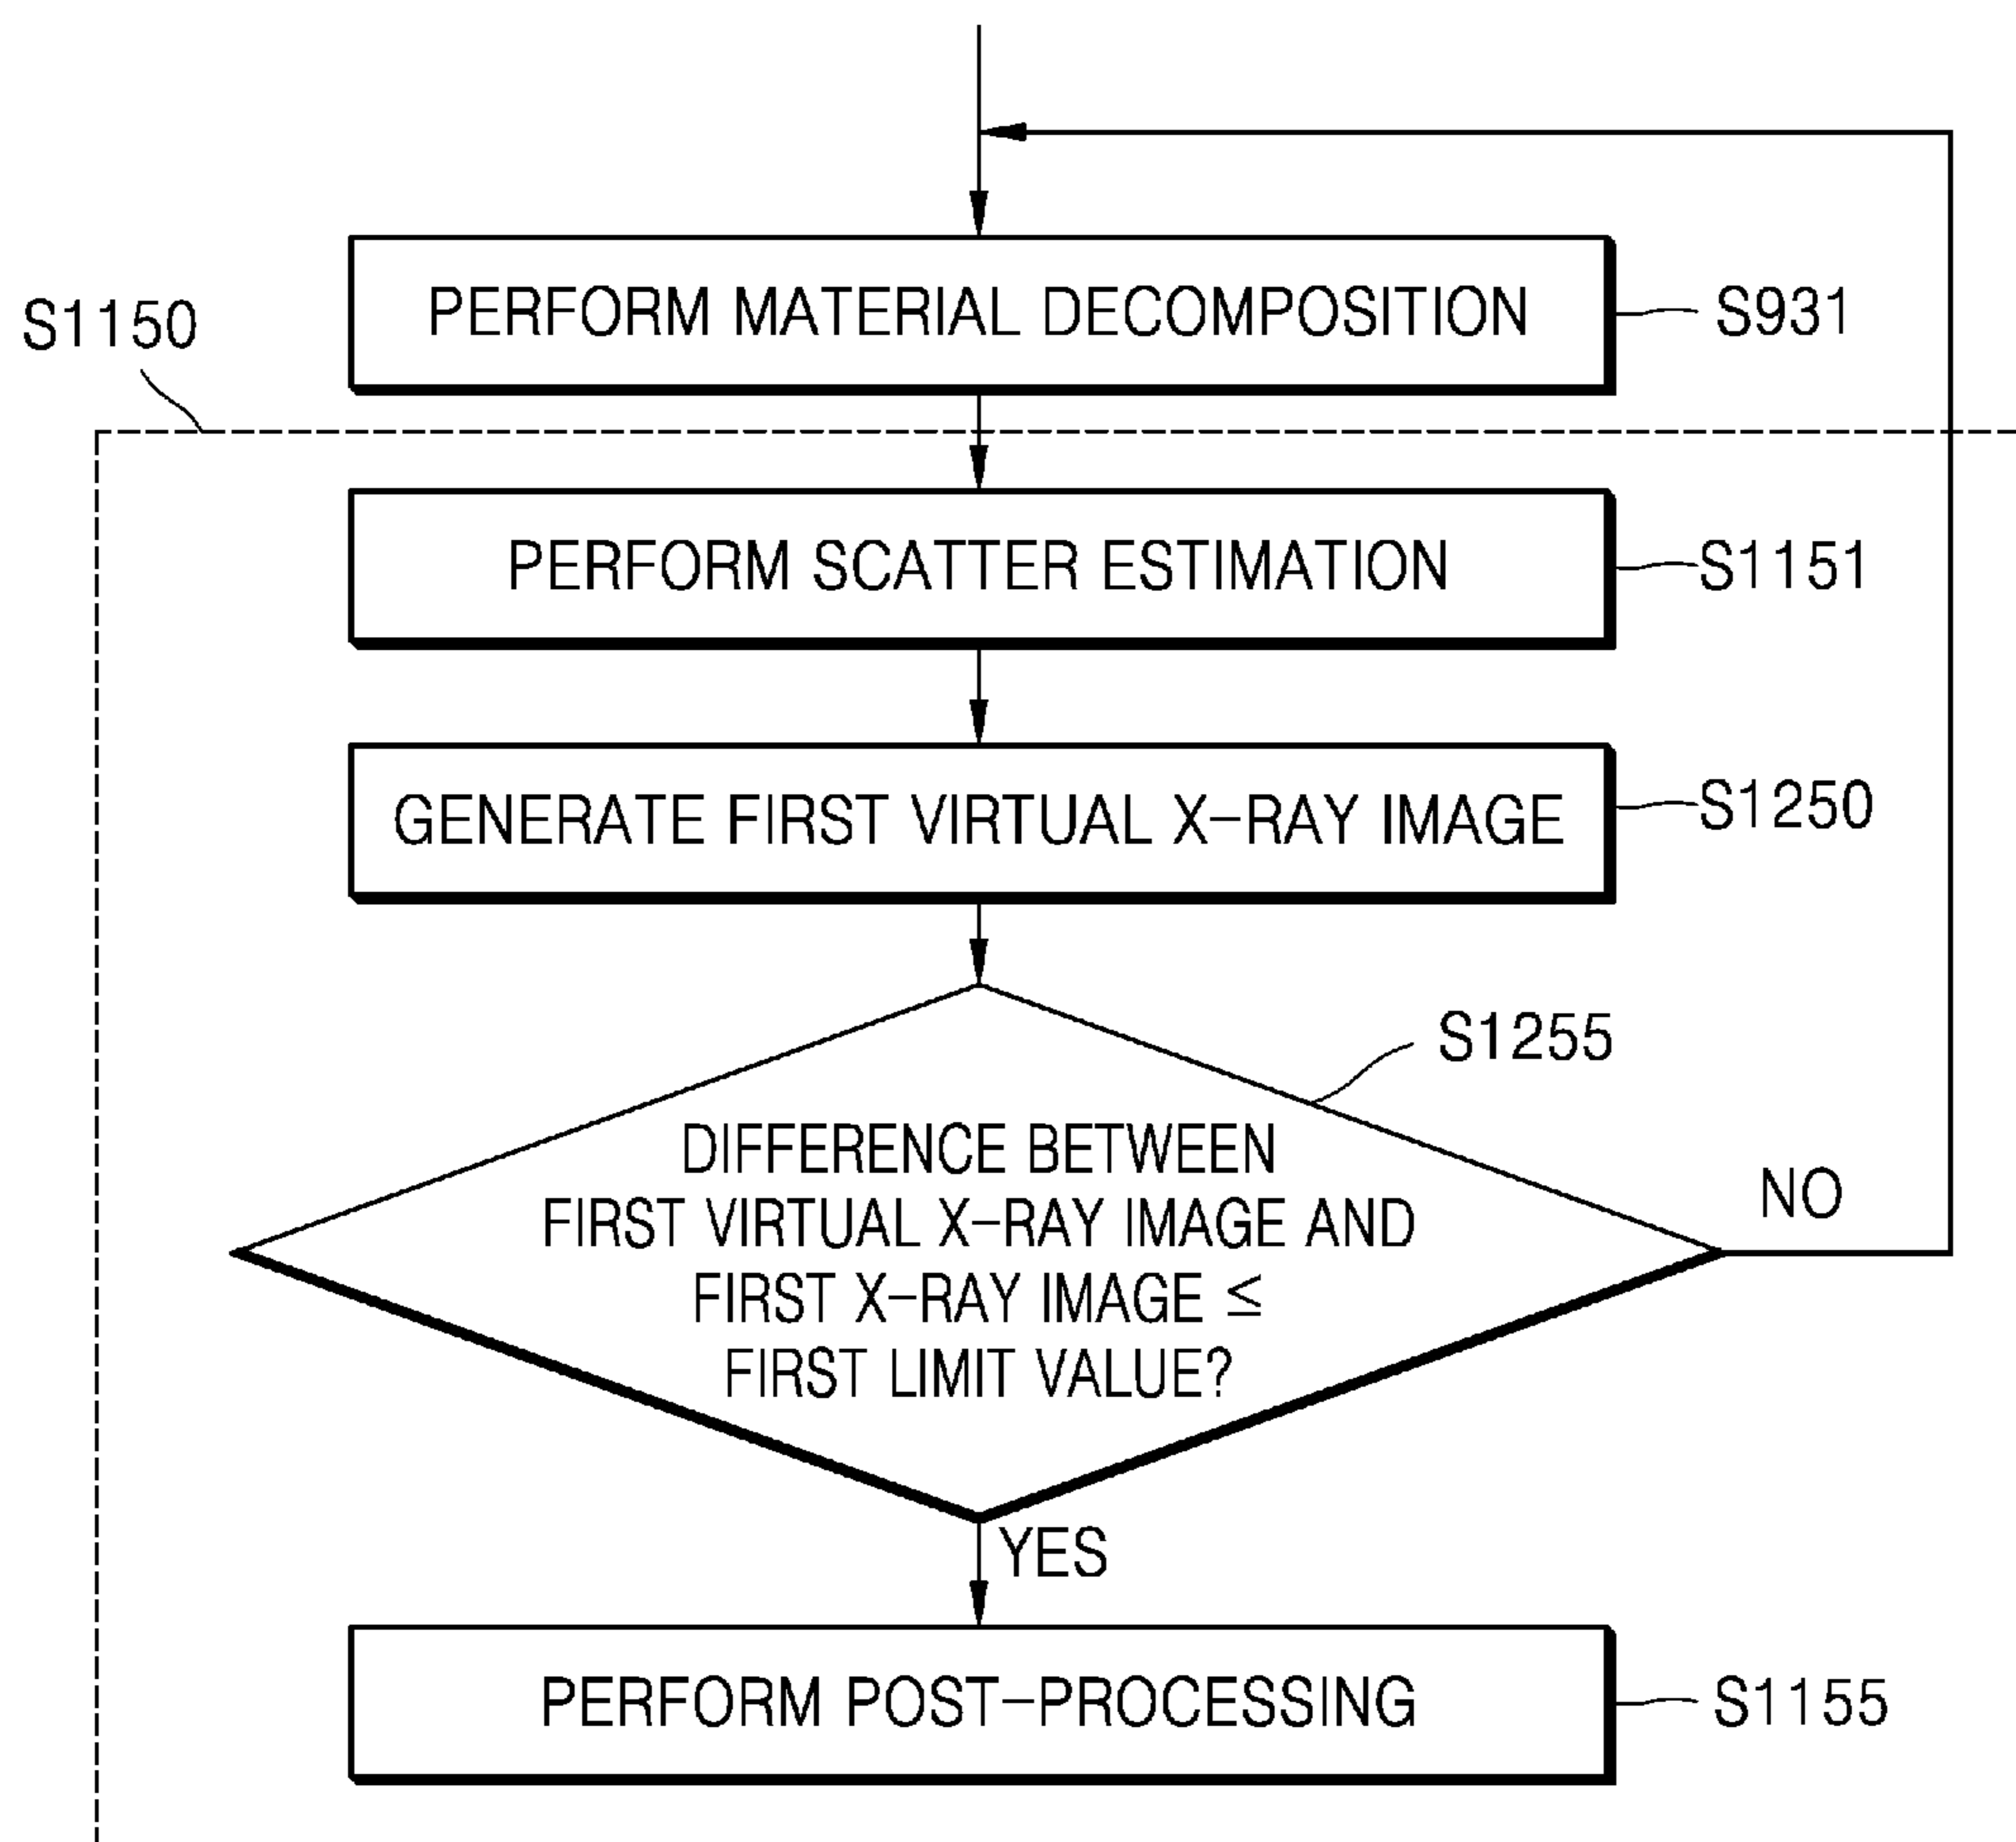 PERFORM MATERIAL DECOMPOSITION
S931
S1150
PERFORM SCATTER ESTIMATION
S1151
GENERATE FIRST VIRTUAL X-RAY IMAGE
S1250
S1255
DIFFERENCE BETWEEN
FIRST VIRTUAL X-RAY IMAGE AND
FIRST X-RAY IMAGE ≤
FIRST LIMIT VALUE?
NO
YES
PERFORM POST-PROCESSING
S1155